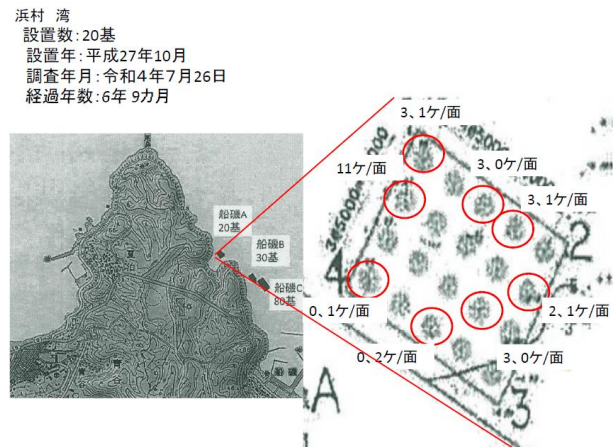 浜村 湾
設置数:20基
設置年:平成27年10月
調査年月:令和4年7月26日
経過年数:6年 9カ月
船磯A
20基
船磯B
30基
船磯C
80基
3、1ケ/面
3、0ケ/面
11ケ/面
3、1ケ/面
2
4
0、1ケ/面
2、1ケ/面
0、2ケ/面
3、0ケ/面
A
3